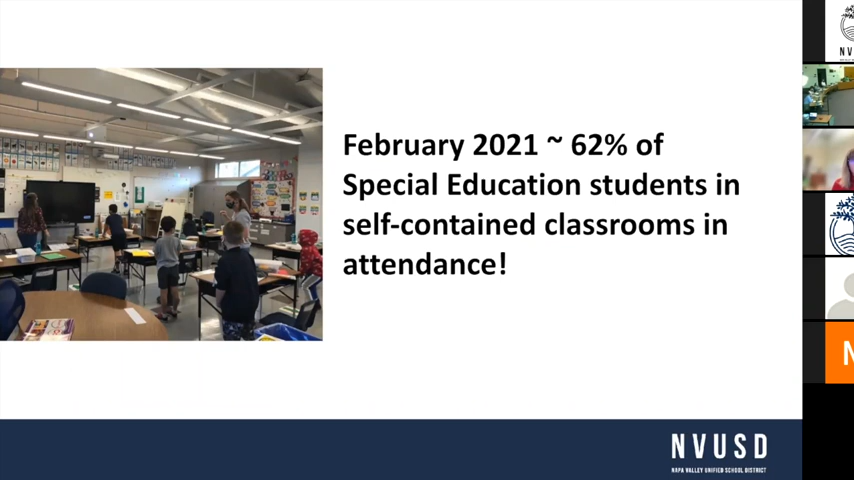 February 2021 ~ 62% of
Special Education students in
self-contained classrooms in
attendance!
NVUSD
NAPA VALLEY UNIFIED SCHOOL DISTRICT
N V
N